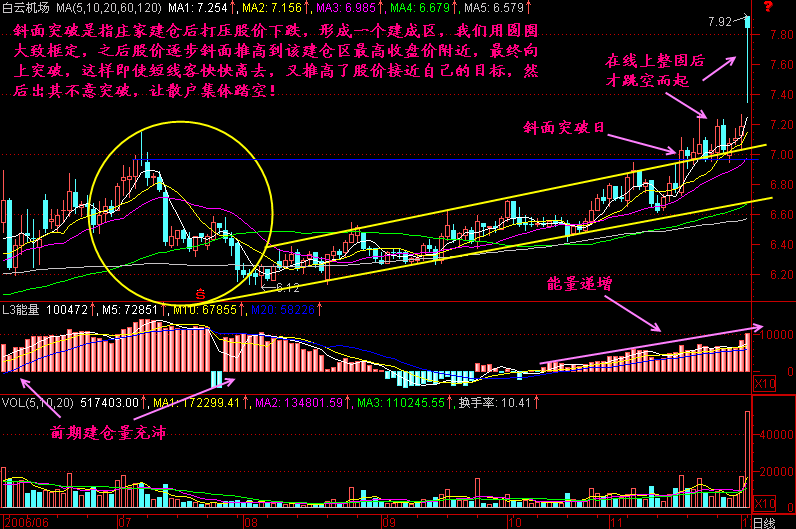 白云机场 MA(5,10,20,60,120) MA1: 7.254↑, MA2: 7.156↑, MA3: 6.985↑, MA4: 6.679↑, MA5: 6.579↑
?
7.92
7.80
斜面突破是指庄家建仓后打压股价下跌，形成一个建成区，我们用圆圈
大致框定，之后股价逐步斜面推高到该建仓区最高收盘价附近，最终向
上突破，这样即使短线客快快离去，又推高了股价接近自己的目标，然
后出其不意突破，让散户集体踏空！
7.60
在线上整固后
才跳空而起
7.40
7.20
斜面突破日
7.00
6.80
6.60
6.40
6.20
6.12
能量递增
L3能量 100472↑, M5: 72851↑, M10: 67855↑, M20: 58226↑
10000
0
X10
前期建仓量充沛
VOL(5,10,20) 517403.00↑, MA1: 172299.41↑, MA2: 134801.59↑, MA3: 110245.55↑, 换手率: 10.41↑
40000
20000
X10
2006/06 07 08 09 10 11 日线